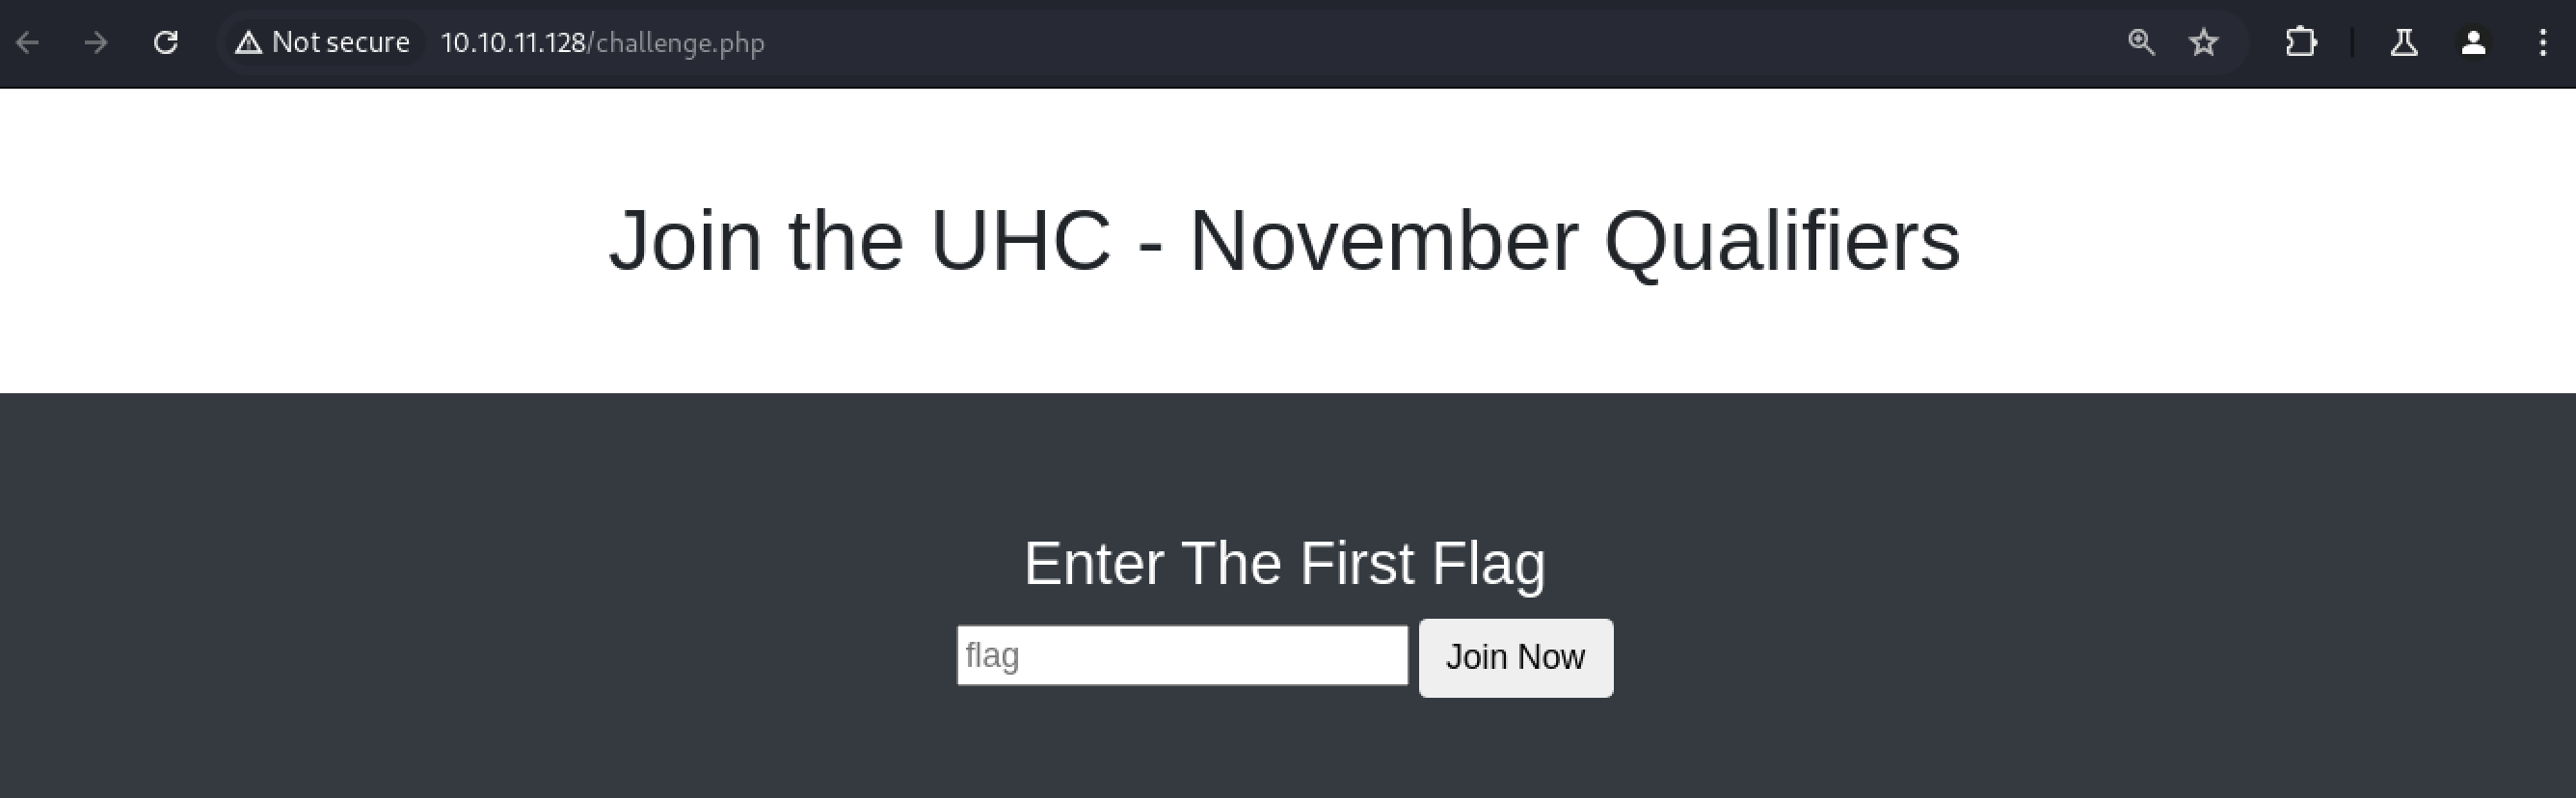 Not secure 10.10.11.128/challenge.php
Join the UHC - November Qualifiers
Enter The First Flag
flag Join Now